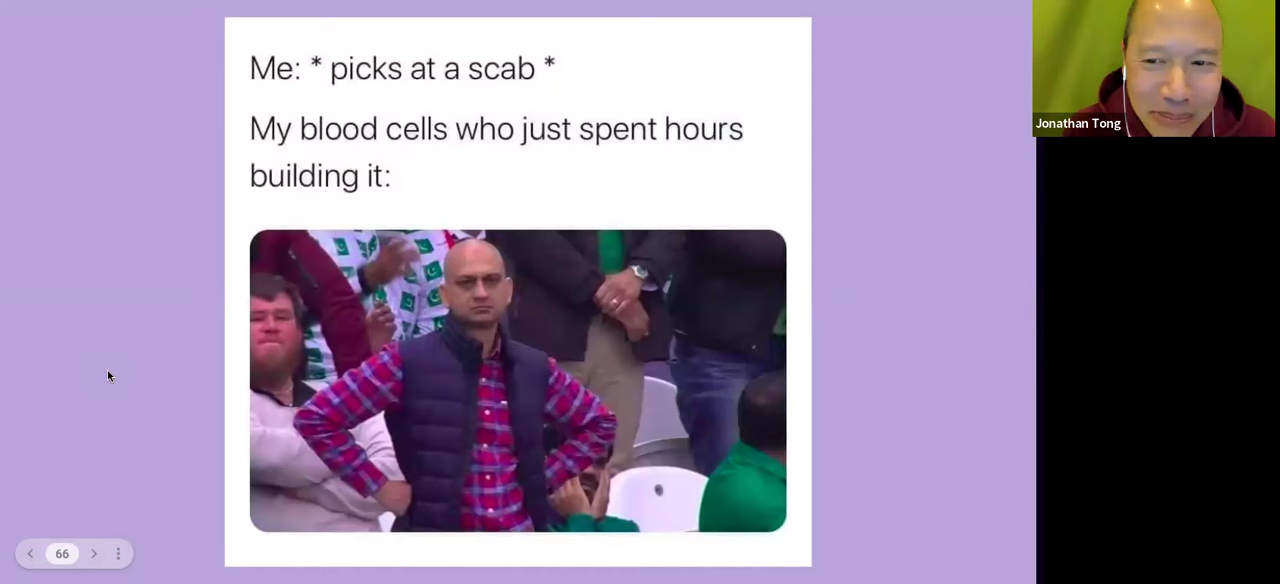 Me: * picks at a scab *
My blood cells who just spent hours
building it:
Jonathan Tong
66